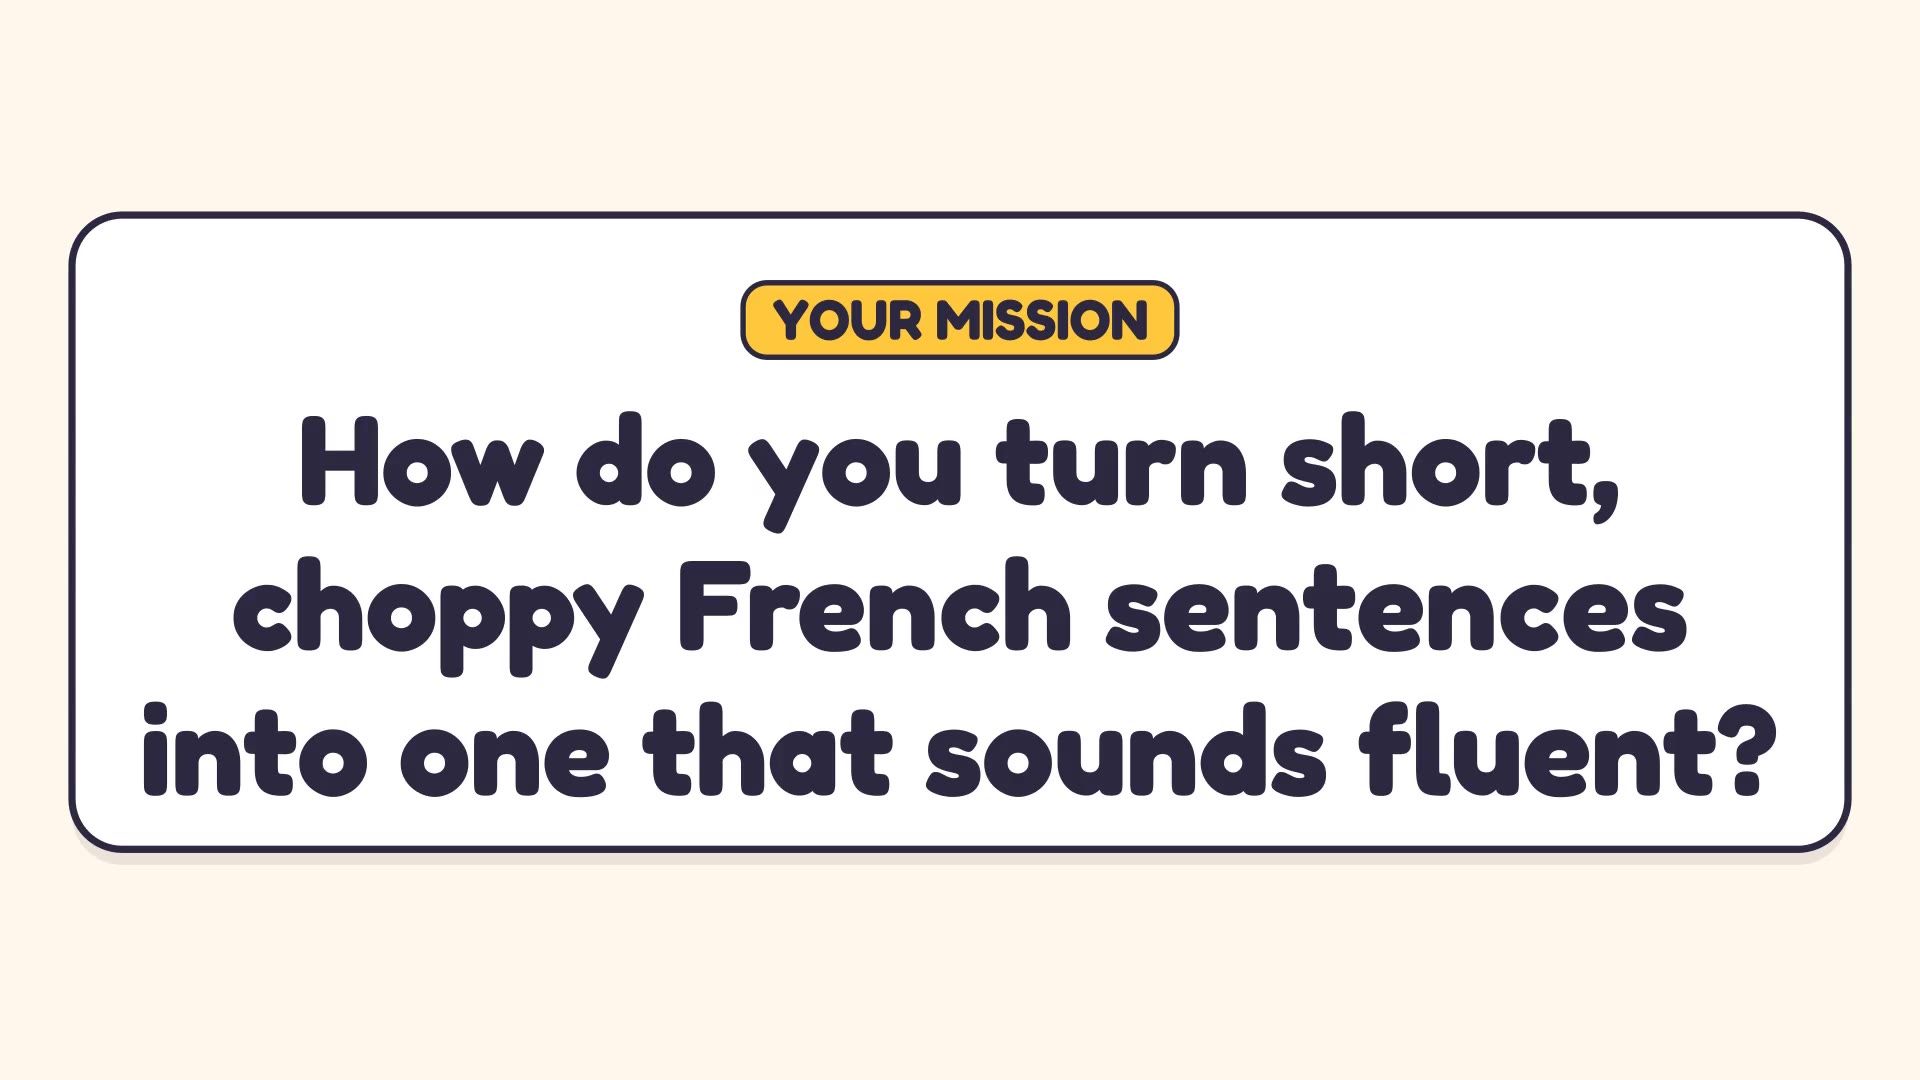 YOUR MISSION
How do you turn short,
choppy French sentences
into one that sounds fluent?